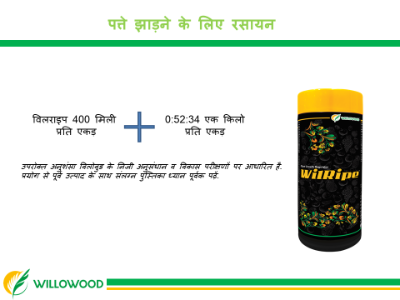 पत्ते झाड़ने के लिए रसायन
विलराइप 400 मिली
प्रति एकड
0:52:34 एक किलो
प्रति एकड
उपरोक्त अनुशंसा विलोवुड के निजी अनुसंधान व विकास परीक्षणों पर आधारित है.
प्रयोग से पूर्व उत्पाद के साथ संलग्न पुस्तिका ध्यान पूर्वक पढें.
WILLOWOOD
WilRipe
WILLOWOOD